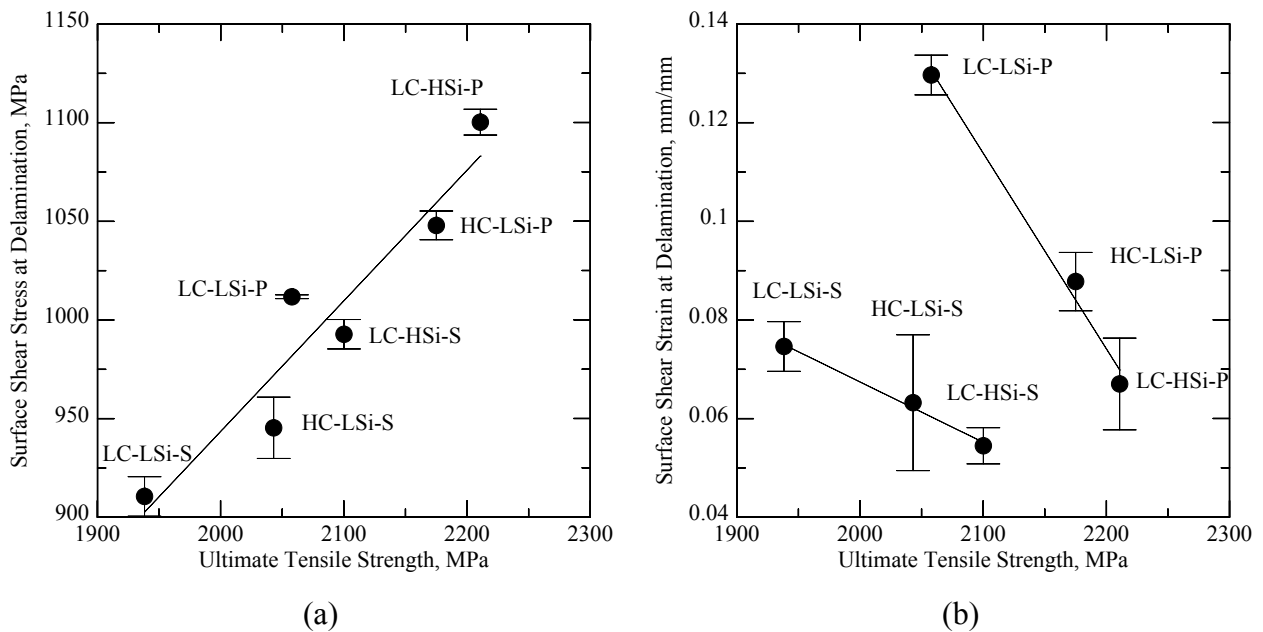 Surface Shear Stress at Delamination, MPa
1150
1100
1050
1000
950
900
LC-HSi-P
HC-LSi-P
LC-LSi-P
LC-HSi-S
HC-LSi-S
LC-LSi-S
1900 2000 2100 2200 2300
Ultimate Tensile Strength, MPa
(a)
Surface Shear Strain at Delamination, mm/mm
0.14
0.12
0.1
0.08
0.06
0.04
LC-LSi-P
HC-LSi-P
LC-LSi-S
HC-LSi-S
LC-HSi-S
LC-HSi-P
1900 2000 2100 2200 2300
Ultimate Tensile Strength, MPa
(b)